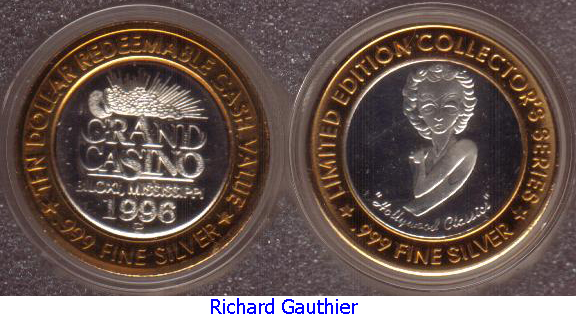 TEN DOLLAR REDEEMABLE CASH VALUE
GRAND
CASINO
BILOXI, MISSISSIPPI
1996
.999 FINE SILVER
LIMITED EDITION COLLECTOR'S SERIES
"Hollywood Classics"
.999 FINE SILVER
Richard Gauthier